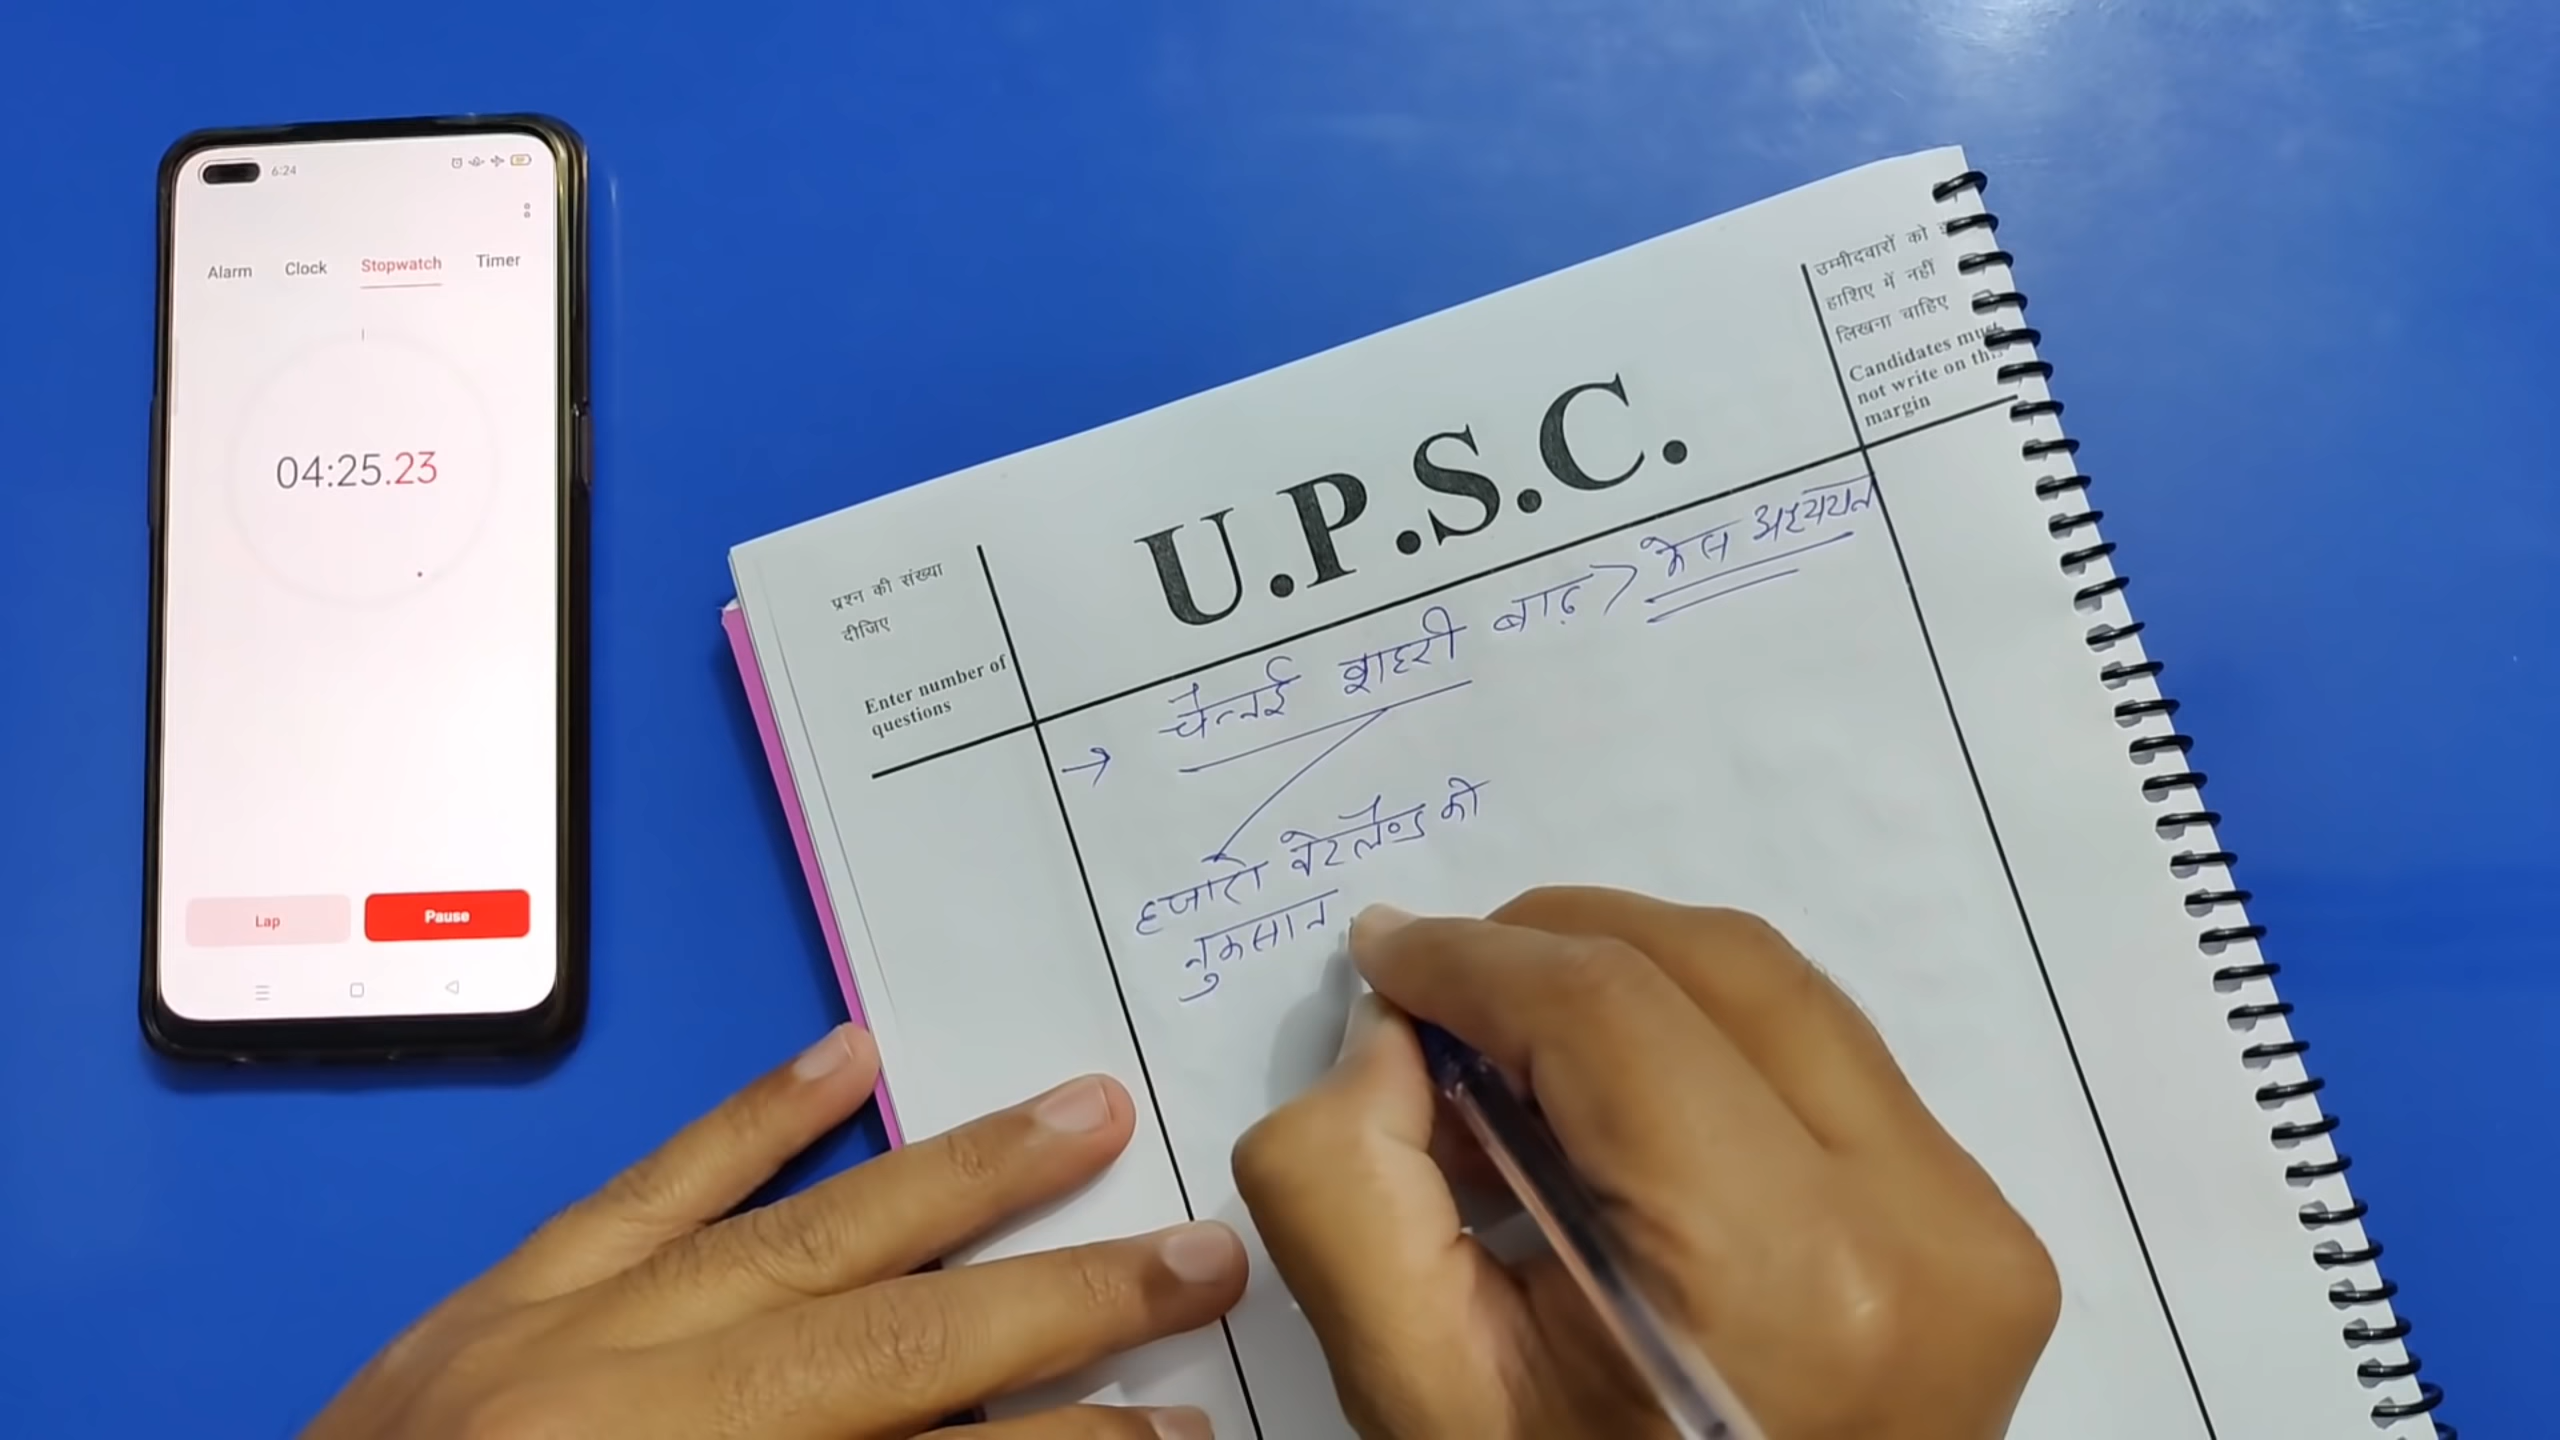 6:24
Alarm Clock Stopwatch Timer
04:25.23
Lap Pause
U.P.S.C.
प्रश्न की संख्या
दीजिए
Enter number of
questions
उम्मीदवारों को
हाशिए में नहीं
लिखना चाहिए
Candidates must
not write on this
margin
→ चेन्नई शहरी बाढ़ > केस अध्ययन
हजारो वेटलैण्ड को
नुकसान